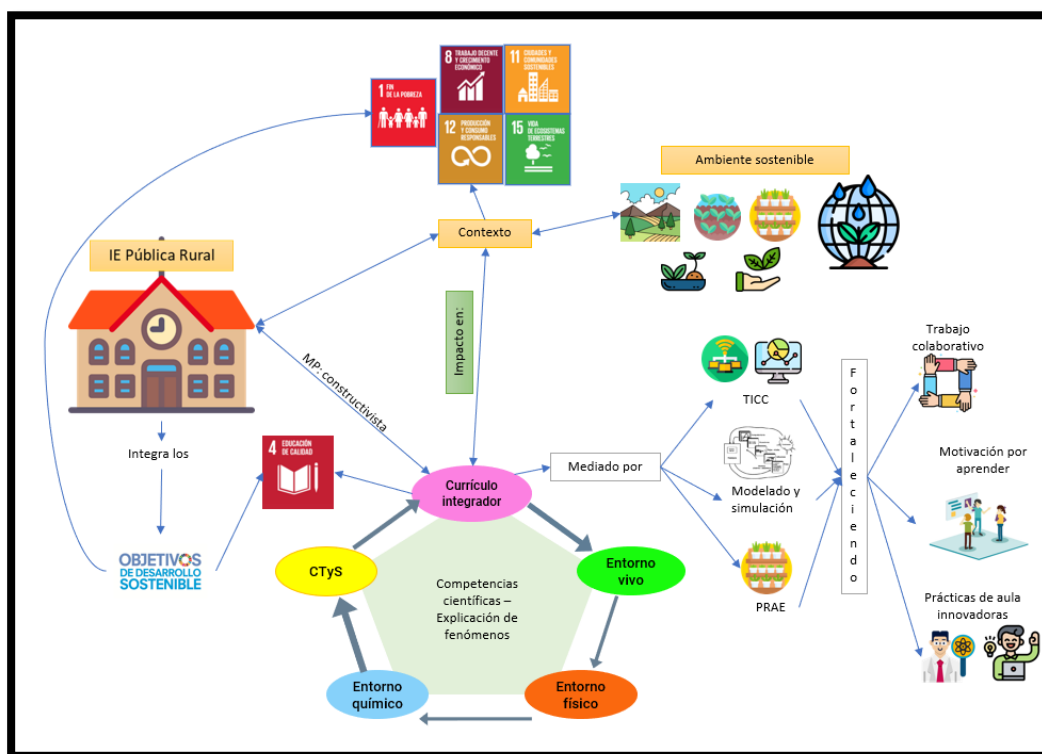 8 TRABAJO DECENTE
Y CRECIMIENTO
ECONÓMICO
11 CIUDADES Y
COMUNIDADES
SOSTENIBLES
1 FIN
DE LA POBREZA
12 PRODUCCIÓN
Y CONSUMO
RESPONSABLES
15 VIDA
DE ECOSISTEMAS
TERRESTRES
Ambiente sostenible
Contexto
IE Pública Rural
Impacto en:
MP: constructivista
Integra los
OBJETIVOS
DE DESARROLLO
SOSTENIBLE
4 EDUCACIÓN
DE CALIDAD
Currículo
integrador
Mediado por
TICC
Modelado y
simulación
PRAE
Fortaleciendo
Trabajo
colaborativo
Motivación por
aprender
Prácticas de aula
innovadoras
CTyS
Entorno
vivo
Competencias
científicas –
Explicación de
fenómenos
Entorno
químico
Entorno
físico